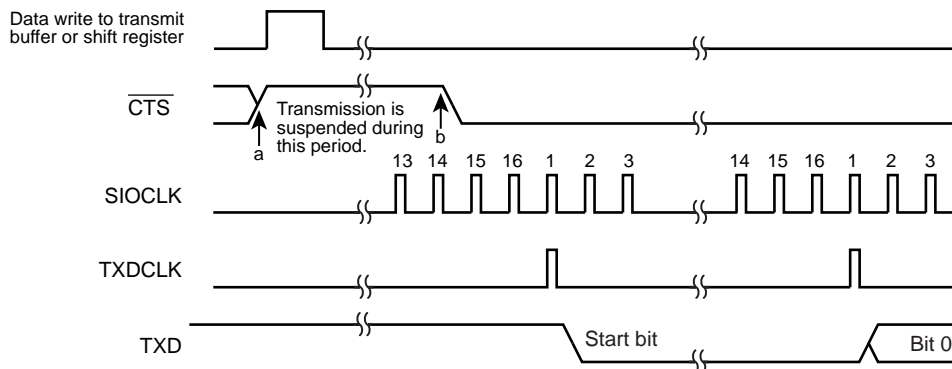 Data write to transmit
buffer or shift register
CTS
Transmission is
suspended during
this period.
a
b
13 14 15 16 1 2 3 14 15 16 1 2 3
SIOCLK
TXDCLK
TXD
Start bit
Bit 0